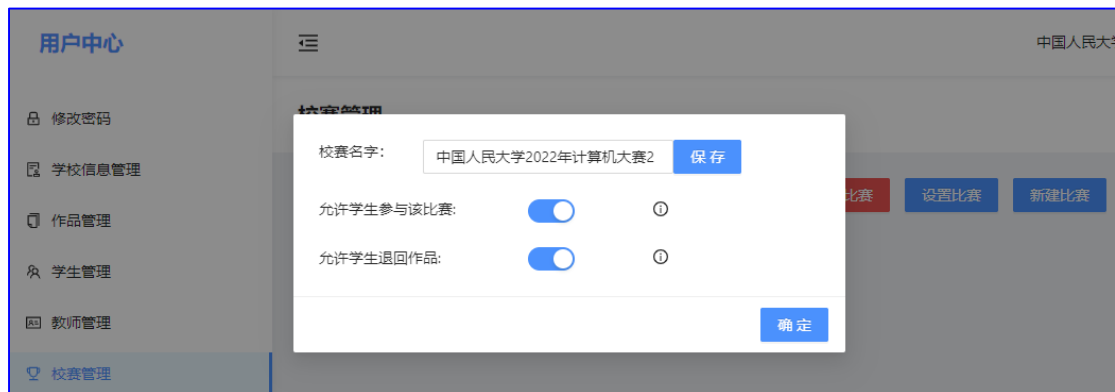 用户中心
中国人民大学
修改密码
校赛管理
校赛名字：
中国人民大学2022年计算机大赛2
保存
学校信息管理
比赛
设置比赛
新建比赛
允许学生参与该比赛:
作品管理
允许学生退回作品:
学生管理
教师管理
确定
校赛管理